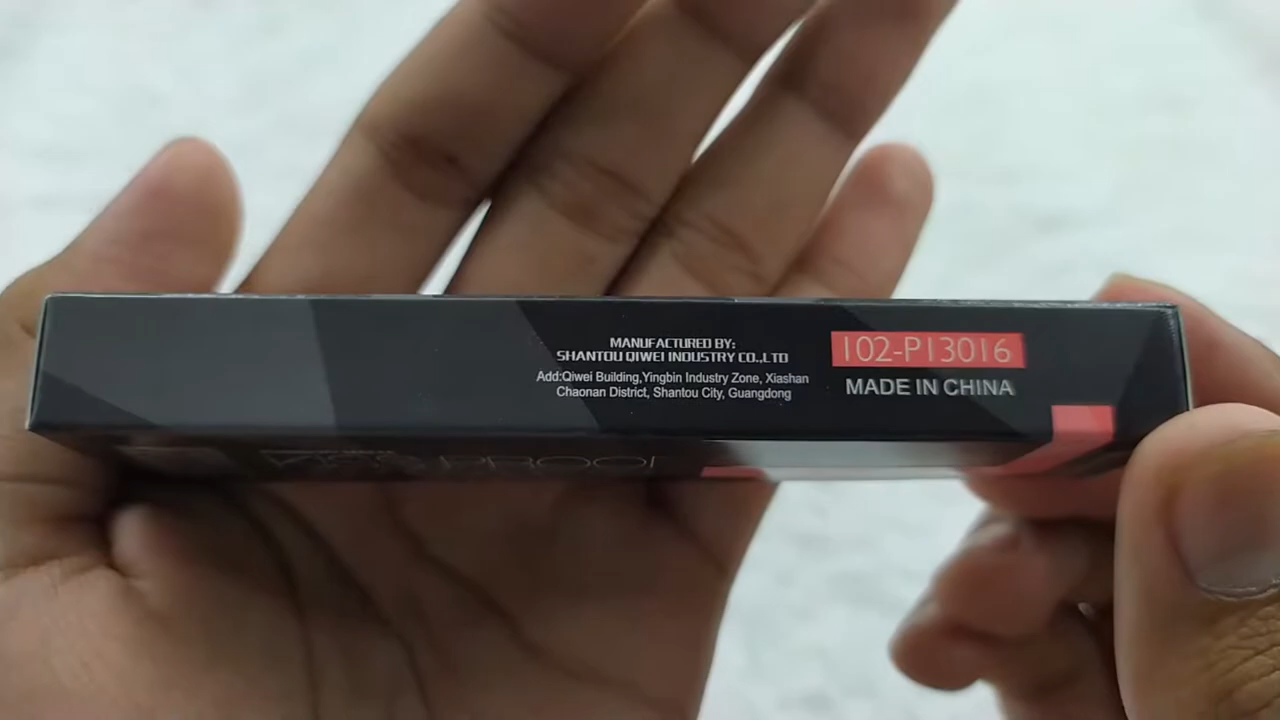 MANUFACTURED BY:
SHANTOU QIWEI INDUSTRY CO.,LTD
Add:Qiwei Building,Yingbin Industry Zone, Xiashan
Chaonan District, Shantou City, Guangdong
102-P13016
MADE IN CHINA
PROOF